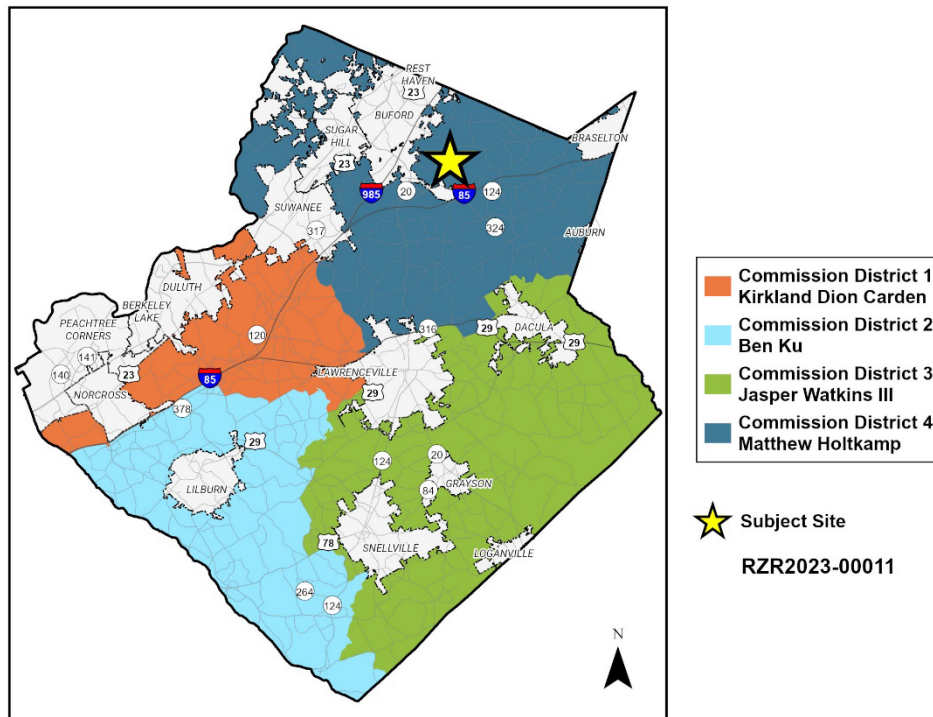 REST
HAVEN
23
BUFORD
SUGAR
HILL
23
BRASELTON
985
20
85
124
SUWANEE
317
324
AUBURN
DULUTH
BERKELEY
LAKE
PEACHTREE
CORNERS
141
140
23
NORCROSS
120
85
316
29
DACULA
29
LAWRENCEVILLE
29
378
29
LILBURN
124
20
GRAYSON
84
78
SNELLVILLE
LOGANVILLE
264
124
N
Commission District 1
Kirkland Dion Carden
Commission District 2
Ben Ku
Commission District 3
Jasper Watkins III
Commission District 4
Matthew Holtkamp
Subject Site
RZR2023-00011